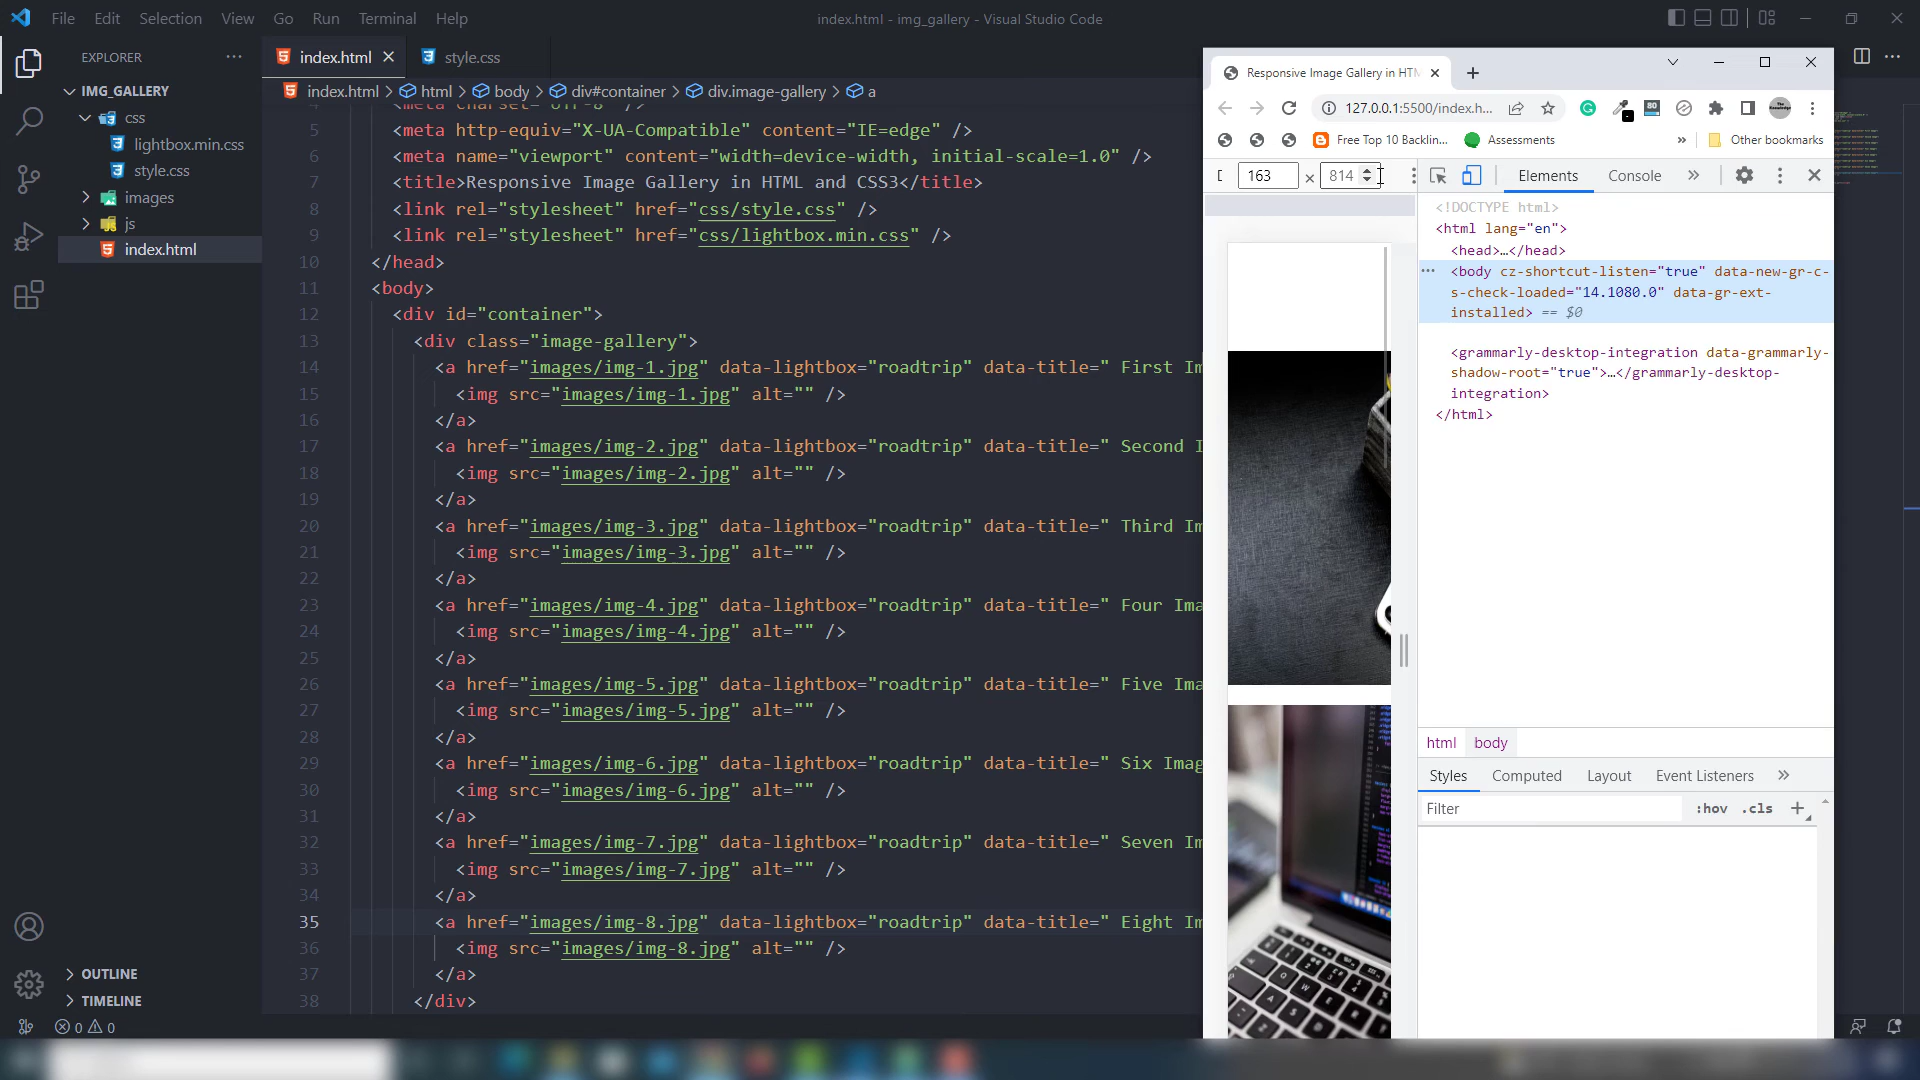 File Edit Selection View Go Run Terminal Help
index.html - img_gallery - Visual Studio Code
EXPLORER
IMG_GALLERY
css
lightbox.min.css
style.css
images
js
index.html
OUTLINE
TIMELINE
0 0
index.html style.css
index.html > html > body > div#container > div.image-gallery > a
5 <meta http-equiv="X-UA-Compatible" content="IE=edge" />
6 <meta name="viewport" content="width=device-width, initial-scale=1.0" />
7 <title>Responsive Image Gallery in HTML and CSS3</title>
8 <link rel="stylesheet" href="css/style.css" />
9 <link rel="stylesheet" href="css/lightbox.min.css" />
10 </head>
11 <body>
12 <div id="container">
13 <div class="image-gallery">
14 <a href="images/img-1.jpg" data-lightbox="roadtrip" data-title=" First Im
15 <img src="images/img-1.jpg" alt="" />
16 </a>
17 <a href="images/img-2.jpg" data-lightbox="roadtrip" data-title=" Second I
18 <img src="images/img-2.jpg" alt="" />
19 </a>
20 <a href="images/img-3.jpg" data-lightbox="roadtrip" data-title=" Third Im
21 <img src="images/img-3.jpg" alt="" />
22 </a>
23 <a href="images/img-4.jpg" data-lightbox="roadtrip" data-title=" Four Ima
24 <img src="images/img-4.jpg" alt="" />
25 </a>
26 <a href="images/img-5.jpg" data-lightbox="roadtrip" data-title=" Five Ima
27 <img src="images/img-5.jpg" alt="" />
28 </a>
29 <a href="images/img-6.jpg" data-lightbox="roadtrip" data-title=" Six Imag
30 <img src="images/img-6.jpg" alt="" />
31 </a>
32 <a href="images/img-7.jpg" data-lightbox="roadtrip" data-title=" Seven Im
33 <img src="images/img-7.jpg" alt="" />
34 </a>
35 <a href="images/img-8.jpg" data-lightbox="roadtrip" data-title=" Eight Im
36 <img src="images/img-8.jpg" alt="" />
37 </a>
38 </div>
Responsive Image Gallery in HTM
127.0.0.1:5500/index.h...
Free Top 10 Backlin... Assessments » Other bookmarks
163 × 814
Elements Console »
<!DOCTYPE html>
<html lang="en">
<head>…</head>
··· <body cz-shortcut-listen="true" data-new-gr-c-
s-check-loaded="14.1080.0" data-gr-ext-
installed> == $0
<grammarly-desktop-integration data-grammarly-
shadow-root="true">…</grammarly-desktop-
integration>
</html>
html body
Styles Computed Layout Event Listeners »
Filter :hov .cls +